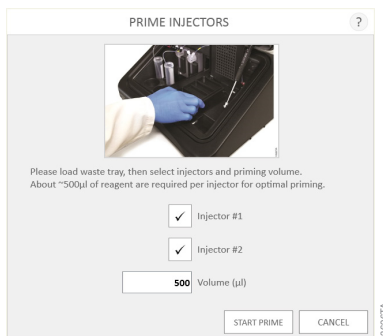 PRIME INJECTORS
?
Please load waste tray, then select injectors and priming volume.
About ~500µl of reagent are required per injector for optimal priming.
✓ Injector #1
✓ Injector #2
500 Volume (µl)
START PRIME CANCEL